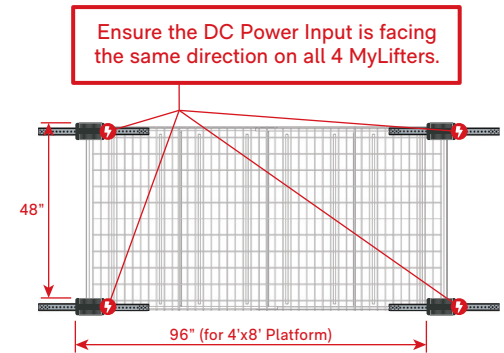 Ensure the DC Power Input is facing
the same direction on all 4 MyLifters.
48"
96" (for 4'x8' Platform)